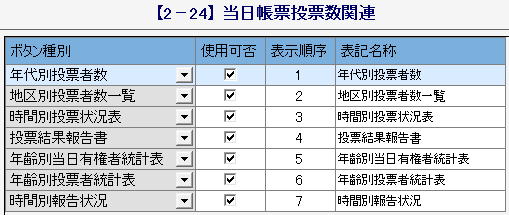 【2－24】当日帳票投票数関連
ボタン種別 使用可否 表示順序 表記名称
年代別投票者数 1 年代別投票者数
地区別投票者数一覧 2 地区別投票者数一覧
時間別投票状況表 3 時間別投票状況表
投票結果報告書 4 投票結果報告書
年齢別当日有権者統計表 5 年齢別当日有権者統計表
年齢別投票者統計表 6 年齢別投票者統計表
時間別報告状況 7 時間別報告状況